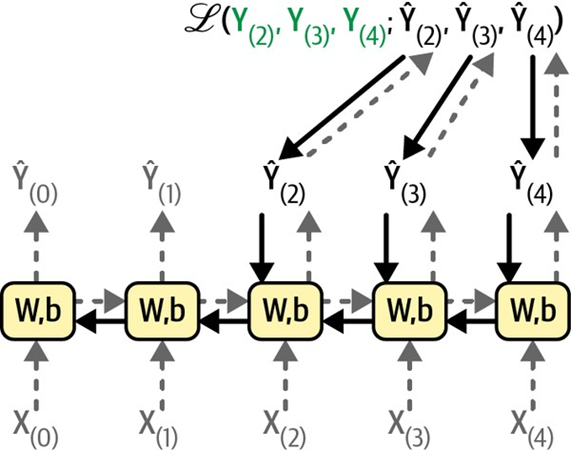 ℒ(Y(2), Y(3), Y(4); Ŷ(2), Ŷ(3), Ŷ(4))
Ŷ(0) Ŷ(1) Ŷ(2) Ŷ(3) Ŷ(4)
W,b W,b W,b W,b W,b
X(0) X(1) X(2) X(3) X(4)